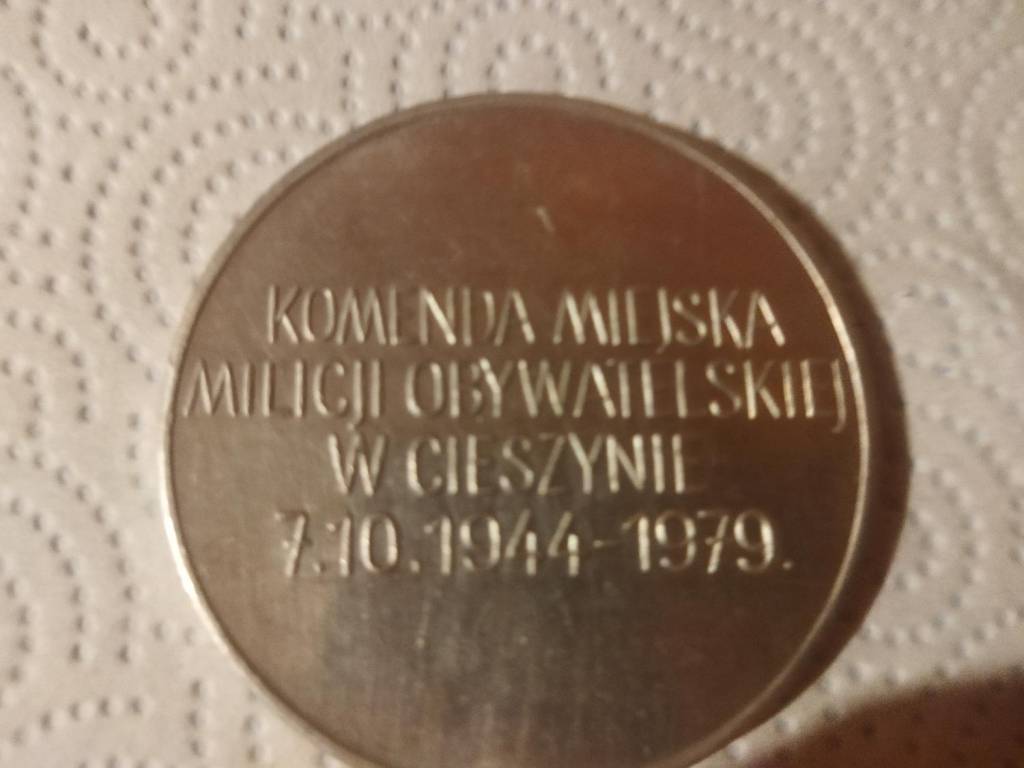 KOMENDA MIEJSKA
MILICJI OBYWATELSKIEJ
W CIESZYNIE
7.10.1944-1979.